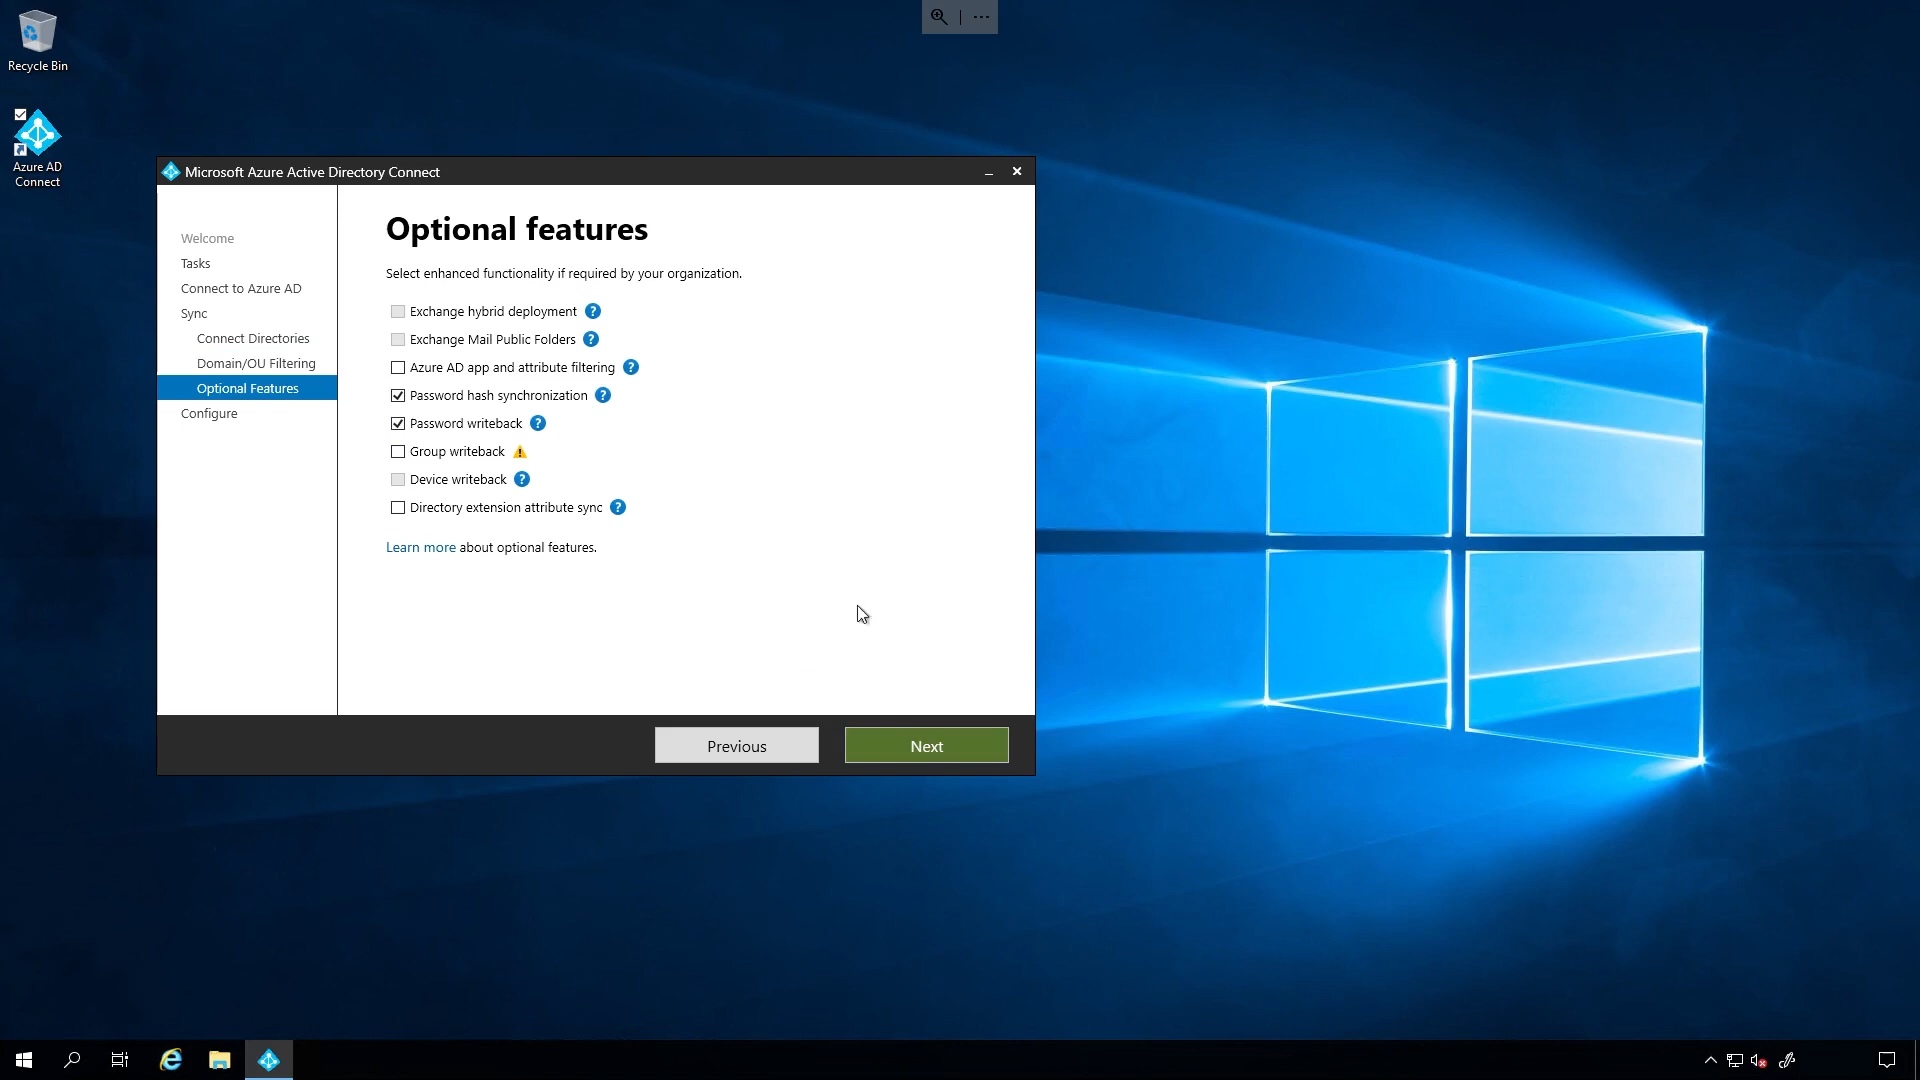 Recycle Bin
Azure AD
Connect
Microsoft Azure Active Directory Connect
Welcome
Tasks
Connect to Azure AD
Sync
Connect Directories
Domain/OU Filtering
Optional Features
Configure
Optional features
Select enhanced functionality if required by your organization.
Exchange hybrid deployment ?
Exchange Mail Public Folders ?
Azure AD app and attribute filtering ?
Password hash synchronization ?
Password writeback ?
Group writeback
Device writeback ?
Directory extension attribute sync ?
Learn more about optional features.
Previous
Next